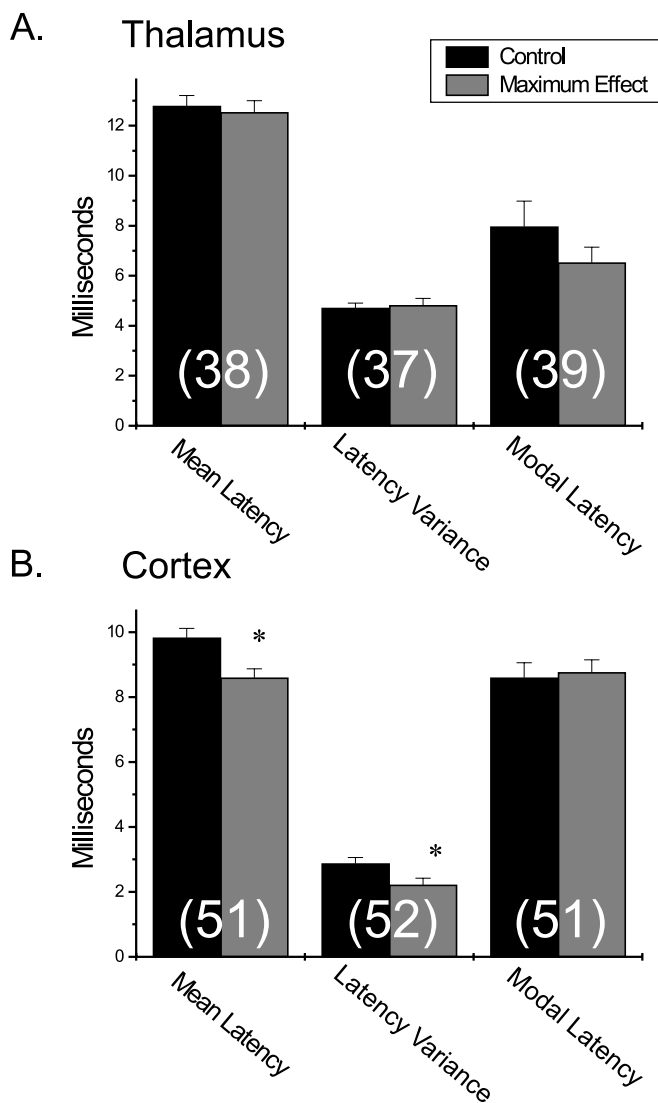 A. Thalamus
Control
Maximum Effect
Milliseconds
12
10
8
6
4
2
0
(38) (37) (39)
Mean Latency
Latency Variance
Modal Latency
B. Cortex
Milliseconds
10
8
6
4
2
0
*
*
(51) (52) (51)
Mean Latency
Latency Variance
Modal Latency